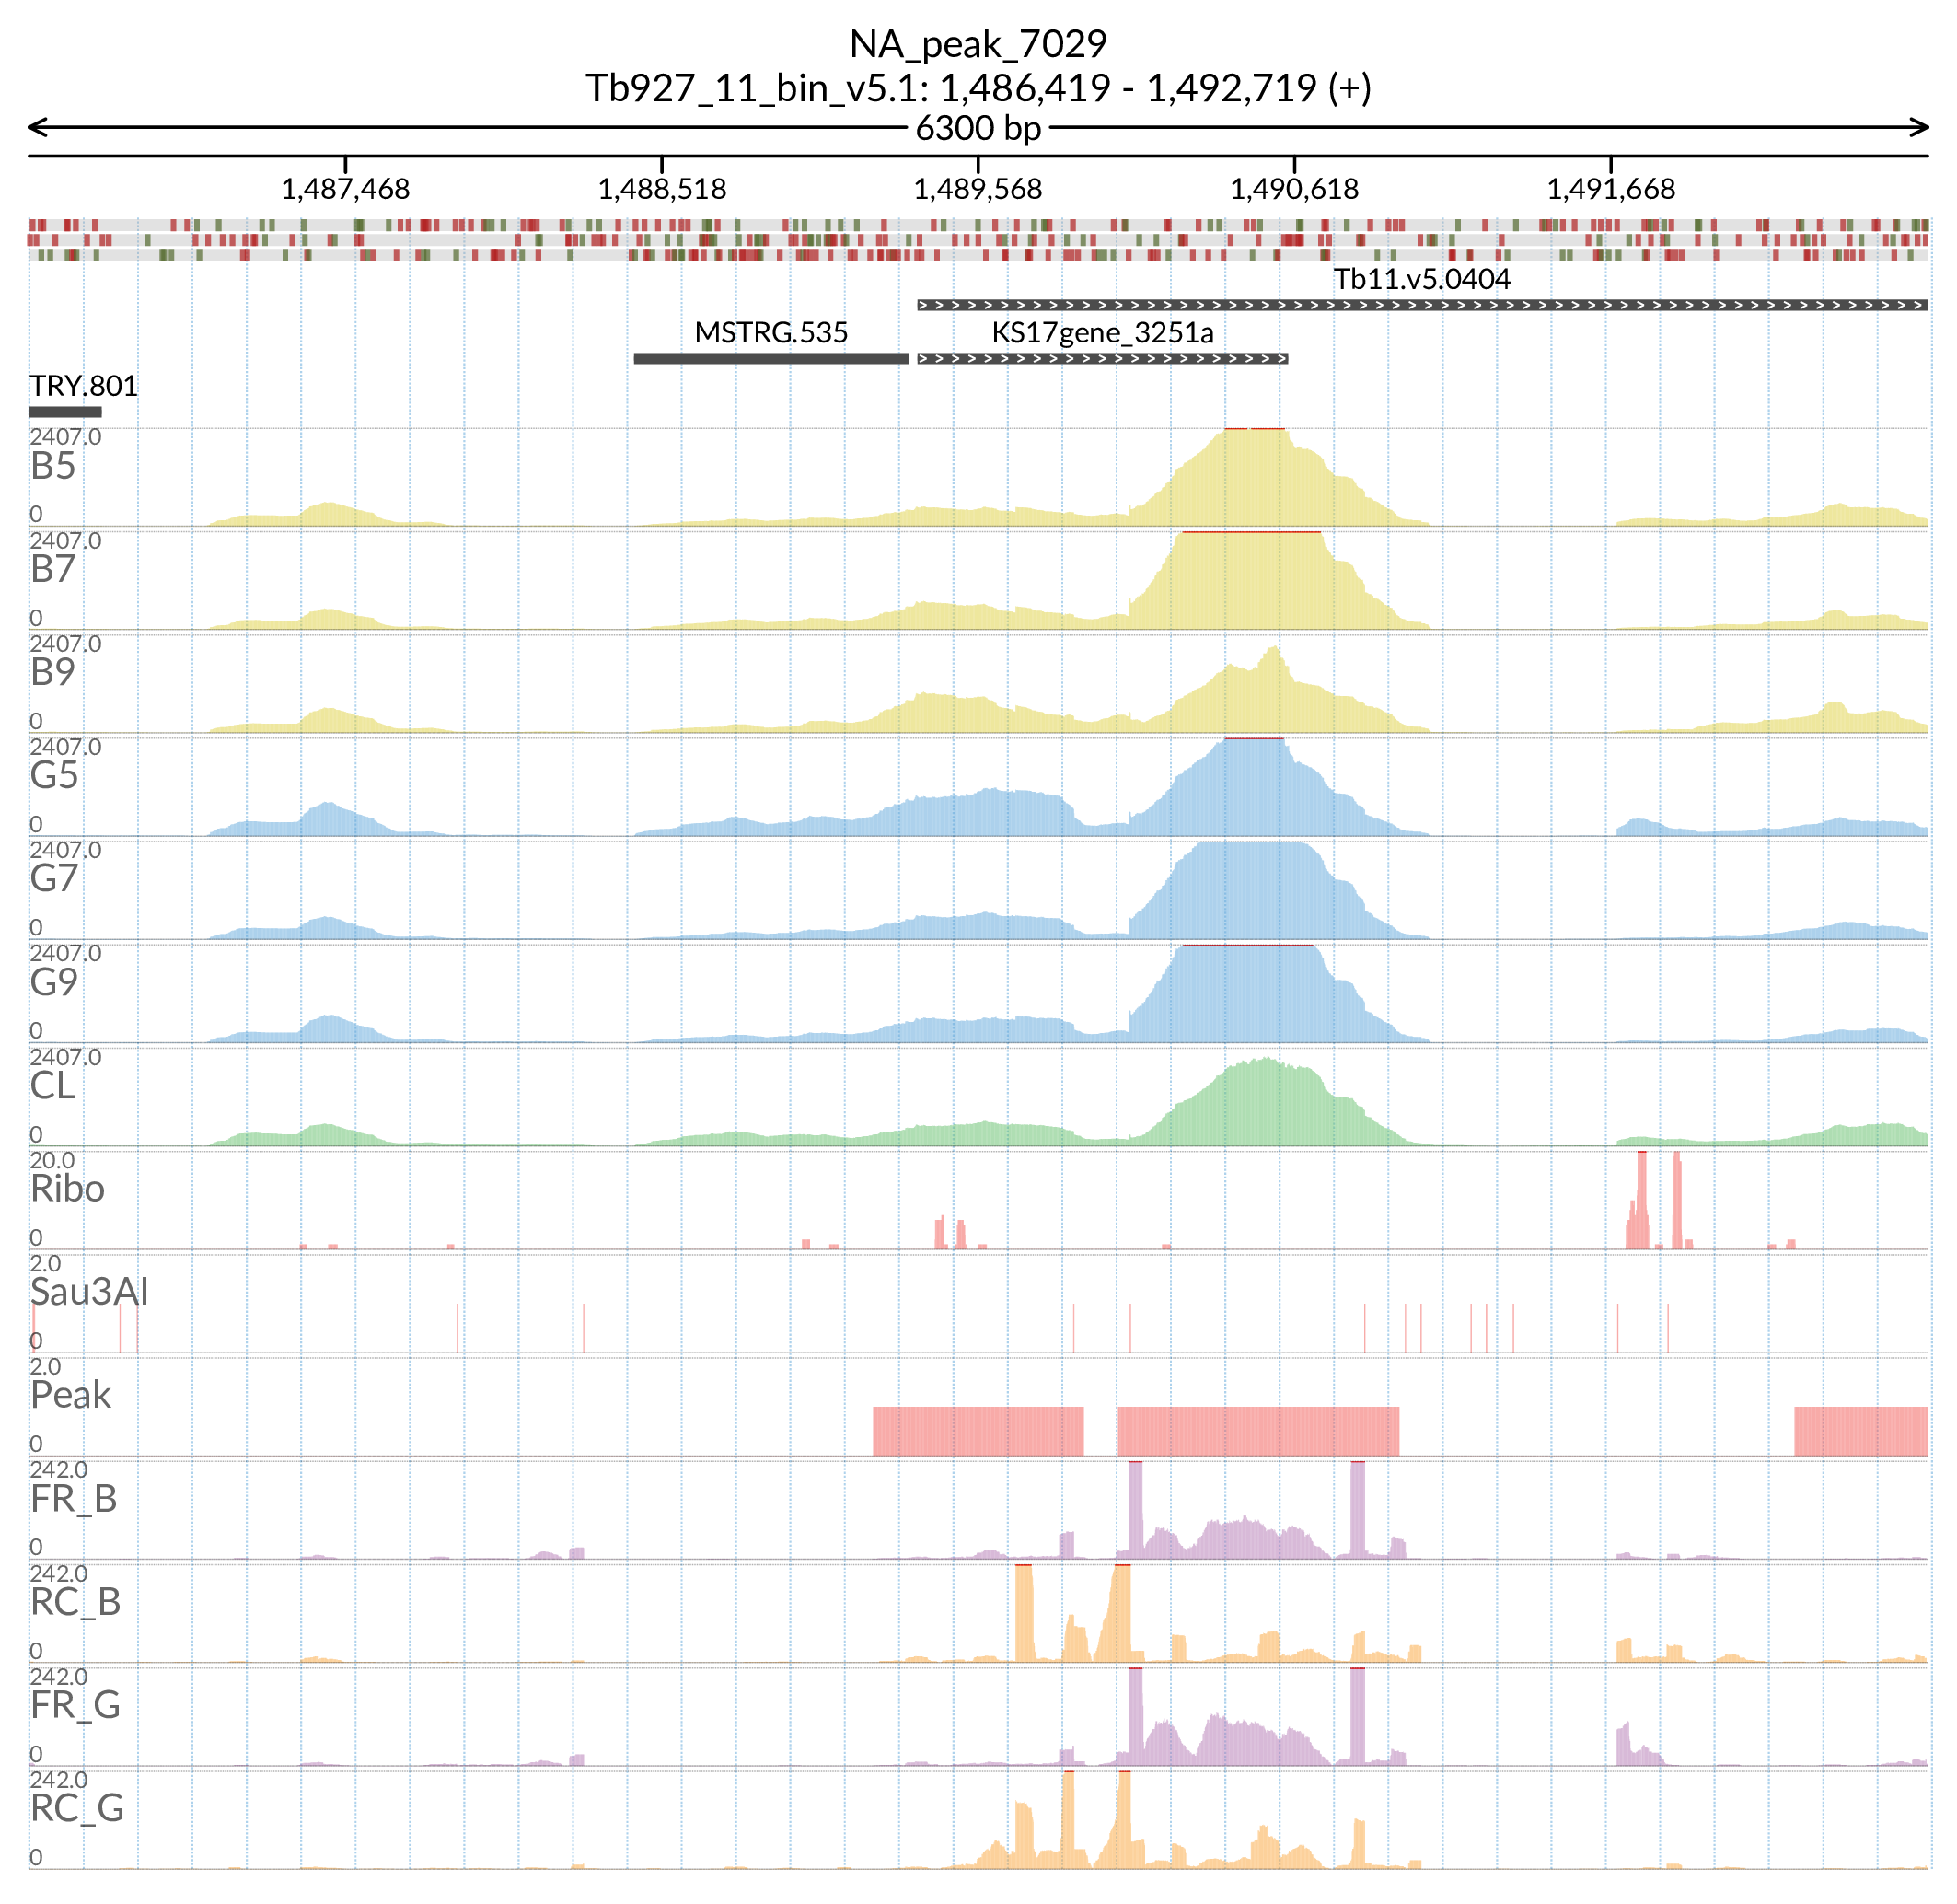 NA_peak_7029
Tb927_11_bin_v5.1: 1,486,419 - 1,492,719 (+)
6300 bp
1,487,468 1,488,518 1,489,568 1,490,618 1,491,668
Tb11.v5.0404
MSTRG.535 KS17gene_3251a
TRY.801
2407.0
B5
0
2407.0
B7
0
2407.0
B9
0
2407.0
G5
0
2407.0
G7
0
2407.0
G9
0
2407.0
CL
0
20.0
Ribo
0
2.0
Sau3AI
0
2.0
Peak
0
242.0
FR_B
0
242.0
RC_B
0
242.0
FR_G
0
242.0
RC_G
0